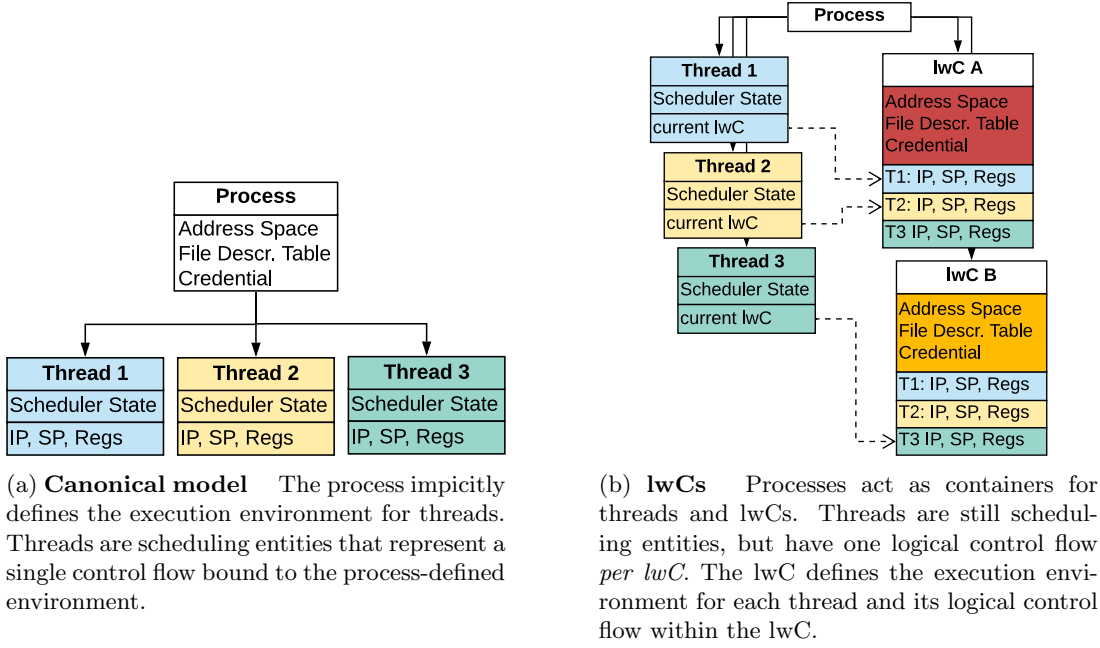 Process
Address Space
File Descr. Table
Credential
Thread 1
Scheduler State
IP, SP, Regs
Thread 2
Scheduler State
IP, SP, Regs
Thread 3
Scheduler State
IP, SP, Regs
(a) Canonical model The process impicitly
defines the execution environment for threads.
Threads are scheduling entities that represent a
single control flow bound to the process-defined
environment.
Process
Thread 1
Scheduler State
current lwC
Thread 2
Scheduler State
current lwC
Thread 3
Scheduler State
current lwC
lwC A
Address Space
File Descr. Table
Credential
T1: IP, SP, Regs
T2: IP, SP, Regs
T3 IP, SP, Regs
lwC B
Address Space
File Descr. Table
Credential
T1: IP, SP, Regs
T2: IP, SP, Regs
T3 IP, SP, Regs
(b) lwCs Processes act as containers for
threads and lwCs. Threads are still schedul-
ing entities, but have one logical control flow
per lwC. The lwC defines the execution envi-
ronment for each thread and its logical control
flow within the lwC.